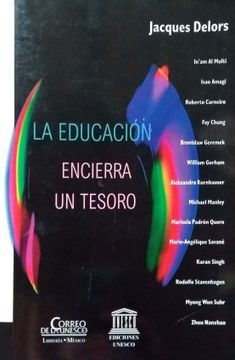 Jacques Delors
In'am Al Mufti
Isao Amagi
Roberto Carneiro
Fay Chung
Bronislaw Geremek
William Gorham
Aleksandra Kornhauser
Michael Manley
Marisela Padrón Quero
Marie-Angélique Savané
Karan Singh
Rodolfo Stavenhagen
Myong Won Suhr
Zhou Nanzhao
LA EDUCACIÓN
ENCIERRA
UN TESORO
CORREO
DE LA UNESCO
LIBRERÍA • MÉXICO
UNESCO
EDICIONES
UNESCO